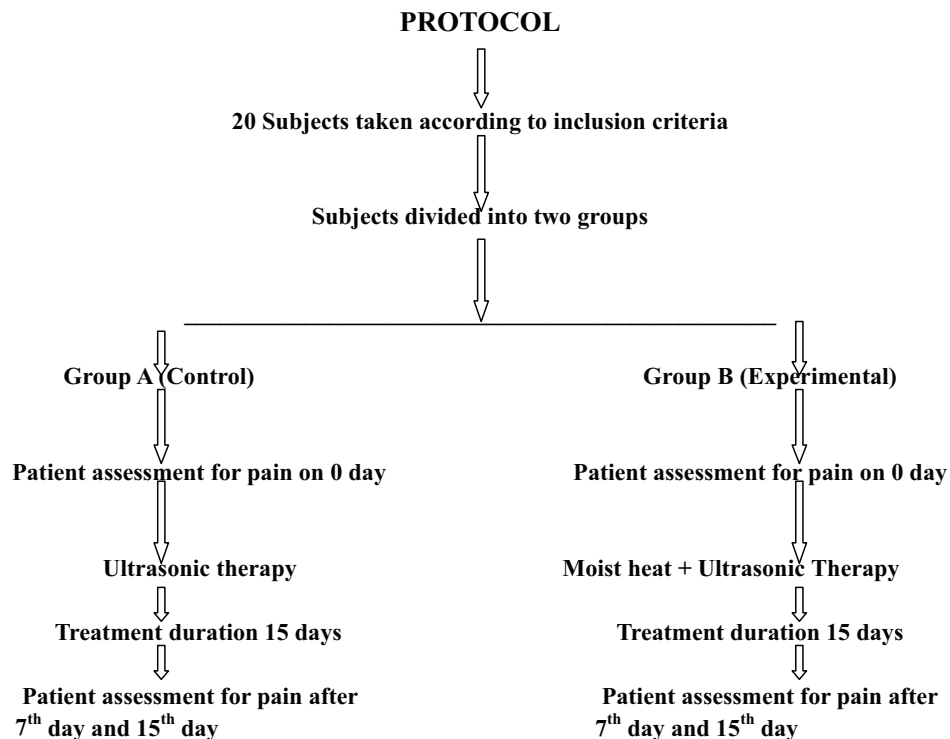 PROTOCOL
20 Subjects taken according to inclusion criteria
Subjects divided into two groups
Group A (Control)
Group B (Experimental)
Patient assessment for pain on 0 day
Patient assessment for pain on 0 day
Ultrasonic therapy
Moist heat + Ultrasonic Therapy
Treatment duration 15 days
Treatment duration 15 days
Patient assessment for pain after
7th day and 15th day
Patient assessment for pain after
7th day and 15th day